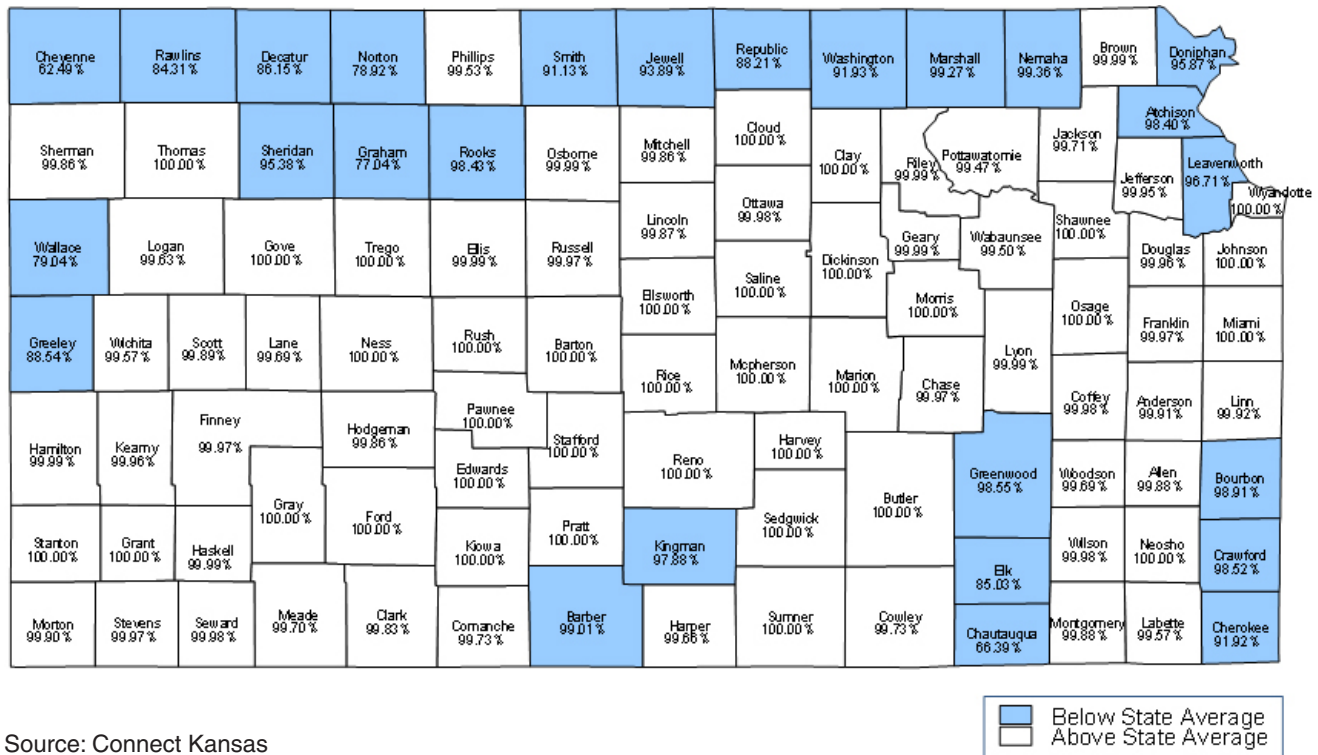 Cheyenne
62.49%
Rawlins
84.31%
Decatur
86.15%
Norton
78.92%
Phillips
99.53%
Smith
91.13%
Jewell
93.89%
Republic
88.21%
Washington
91.93%
Marshall
99.27%
Nemaha
99.36%
Brown
99.99%
Doniphan
95.87%
Sherman
99.86%
Thomas
100.00%
Sheridan
95.38%
Graham
77.04%
Rooks
98.43%
Osborne
99.99%
Mitchell
99.86%
Cloud
100.00%
Clay
100.00%
Riley
99.99%
Pottawatomie
99.47%
Jackson
99.71%
Atchison
98.40%
Jefferson
99.95%
Leavenworth
96.71%
Wyandotte
100.00%
Wallace
79.04%
Logan
99.63%
Gove
100.00%
Trego
100.00%
Ellis
99.99%
Russell
99.97%
Lincoln
99.87%
Ottawa
99.98%
Saline
100.00%
Dickinson
100.00%
Geary
99.99%
Wabaunsee
99.50%
Shawnee
100.00%
Douglas
99.96%
Johnson
100.00%
Greeley
88.54%
Wichita
99.57%
Scott
99.89%
Lane
99.69%
Ness
100.00%
Rush
100.00%
Barton
100.00%
Ellsworth
100.00%
Rice
100.00%
Mcpherson
100.00%
Marion
100.00%
Morris
100.00%
Chase
99.97%
Lyon
99.99%
Osage
100.00%
Franklin
99.97%
Miami
100.00%
Hamilton
99.99%
Kearny
99.96%
Finney
99.97%
Hodgeman
99.86%
Pawnee
100.00%
Edwards
100.00%
Stafford
100.00%
Reno
100.00%
Harvey
100.00%
Butler
100.00%
Greenwood
98.55%
Coffey
99.98%
Anderson
99.91%
Linn
99.92%
Woodson
99.69%
Allen
99.88%
Bourbon
98.91%
Stanton
100.00%
Grant
100.00%
Haskell
99.99%
Gray
100.00%
Ford
100.00%
Kiowa
100.00%
Pratt
100.00%
Kingman
97.88%
Sedgwick
100.00%
Elk
85.03%
Wilson
99.98%
Neosho
100.00%
Crawford
98.52%
Morton
99.90%
Stevens
99.97%
Seward
99.98%
Meade
99.70%
Clark
99.83%
Comanche
99.73%
Barber
99.01%
Harper
99.66%
Sumner
100.00%
Cowley
99.73%
Chautauqua
66.39%
Montgomery
99.88%
Labette
99.57%
Cherokee
91.92%
Below State Average
Above State Average
Source: Connect Kansas